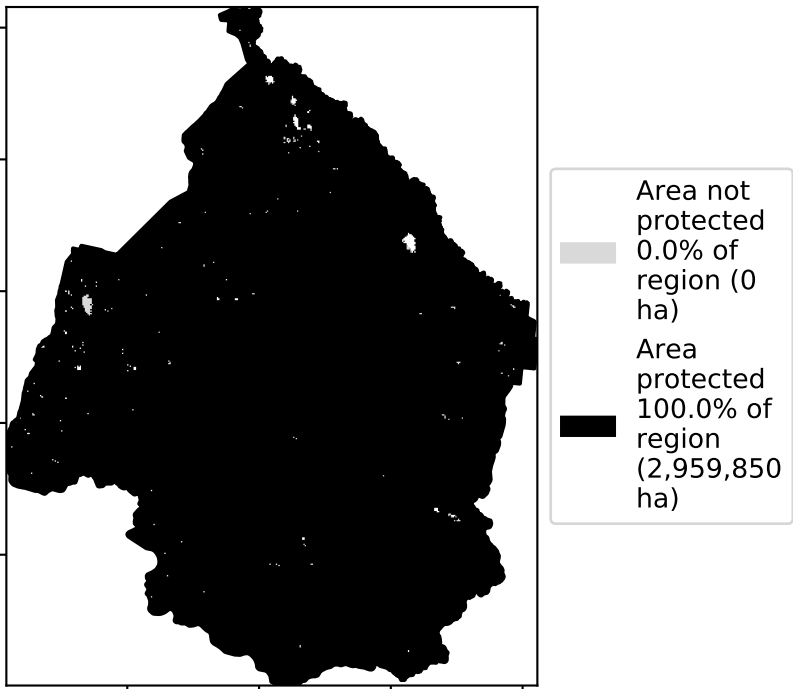 Area not
protected
0.0% of
region (0
ha)
Area
protected
100.0% of
region
(2,959,850
ha)